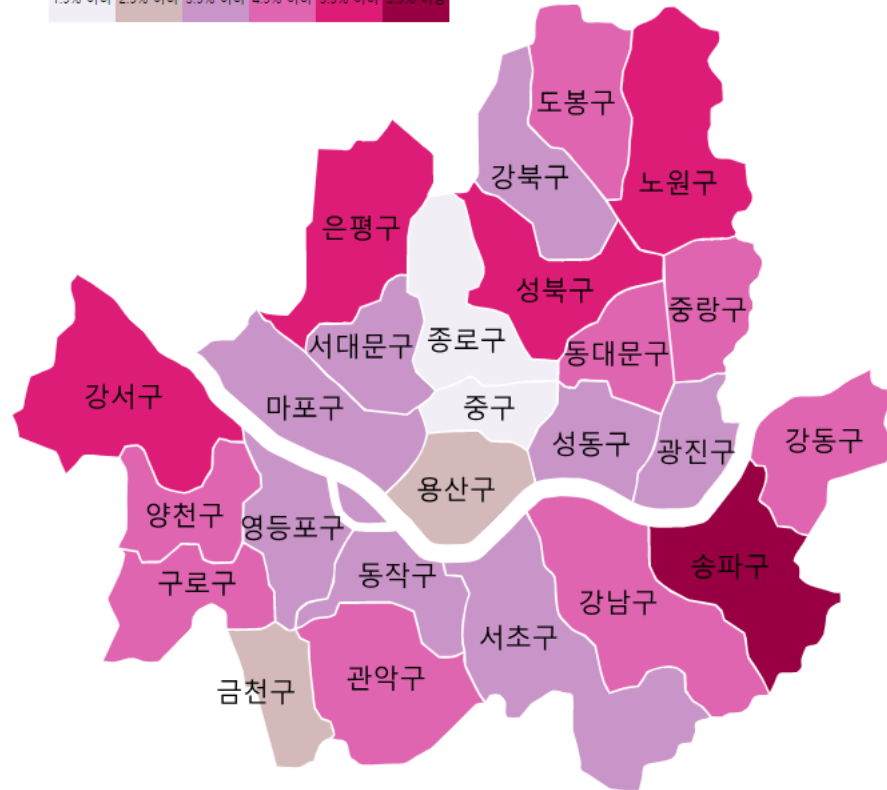 도봉구
강북구
노원구
은평구
성북구
중랑구
서대문구
종로구
동대문구
강서구
마포구
중구
성동구
광진구
강동구
용산구
양천구
영등포구
송파구
구로구
동작구
강남구
서초구
관악구
금천구